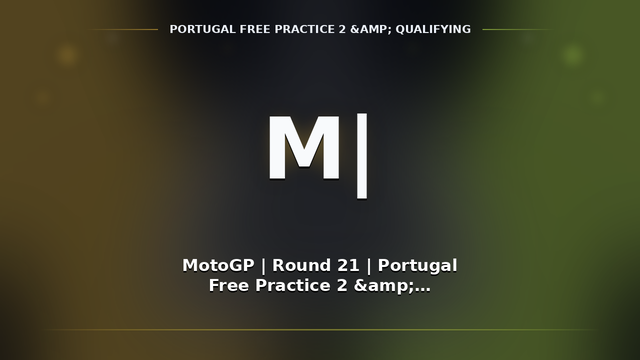 PORTUGAL FREE PRACTICE 2 &AMP; QUALIFYING
M|
MotoGP | Round 21 | Portugal
Free Practice 2 &amp;...